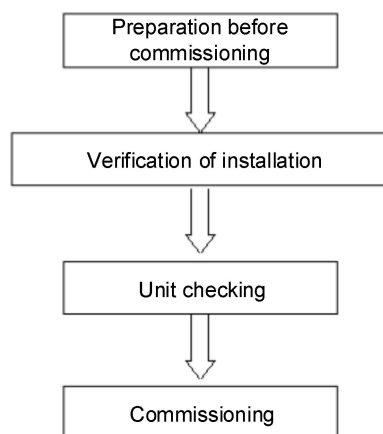 Preparation before
commissioning
Verification of installation
Unit checking
Commissioning